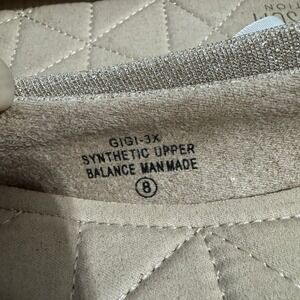 GIGI-3X
SYNTHETIC UPPER
BALANCE MAN MADE
8